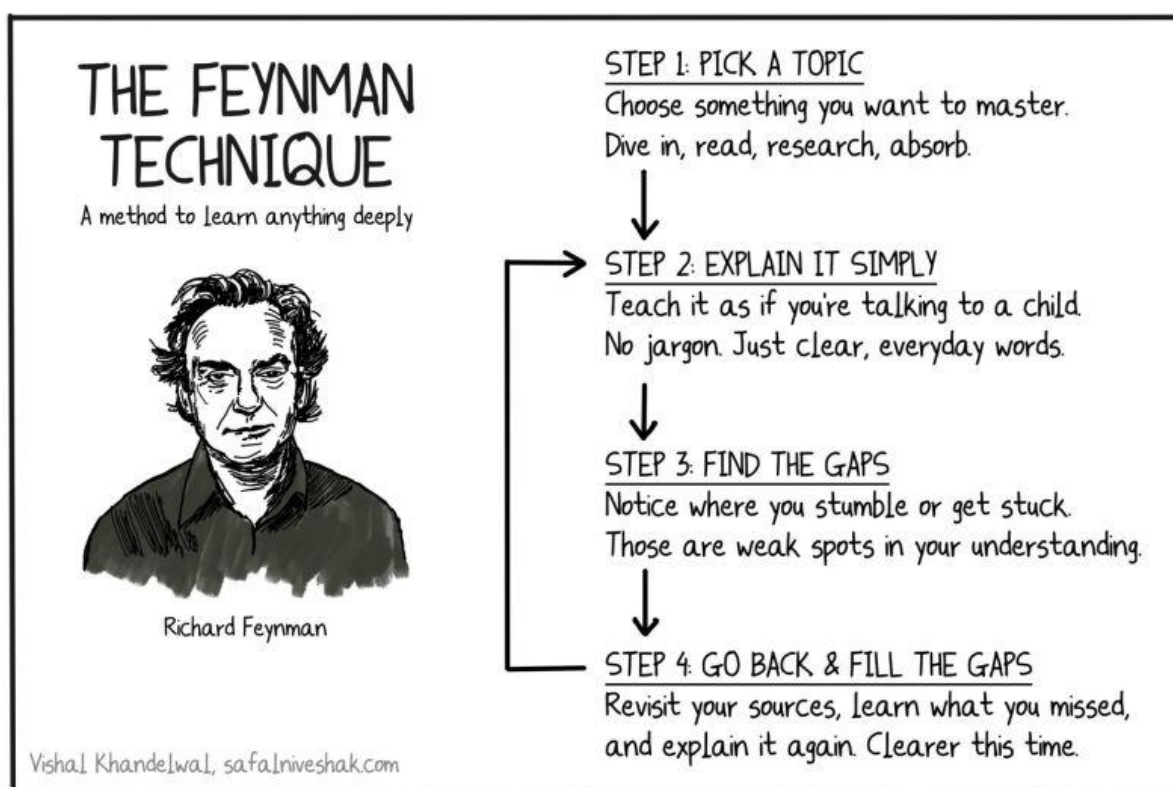 THE FEYNMAN
TECHNIQUE
A method to learn anything deeply
Richard Feynman
Vishal Khandelwal, safalniveshak.com
STEP 1: PICK A TOPIC
Choose something you want to master.
Dive in, read, research, absorb.
STEP 2: EXPLAIN IT SIMPLY
Teach it as if you're talking to a child.
No jargon. Just clear, everyday words.
STEP 3: FIND THE GAPS
Notice where you stumble or get stuck.
Those are weak spots in your understanding.
STEP 4: GO BACK & FILL THE GAPS
Revisit your sources, learn what you missed,
and explain it again. Clearer this time.